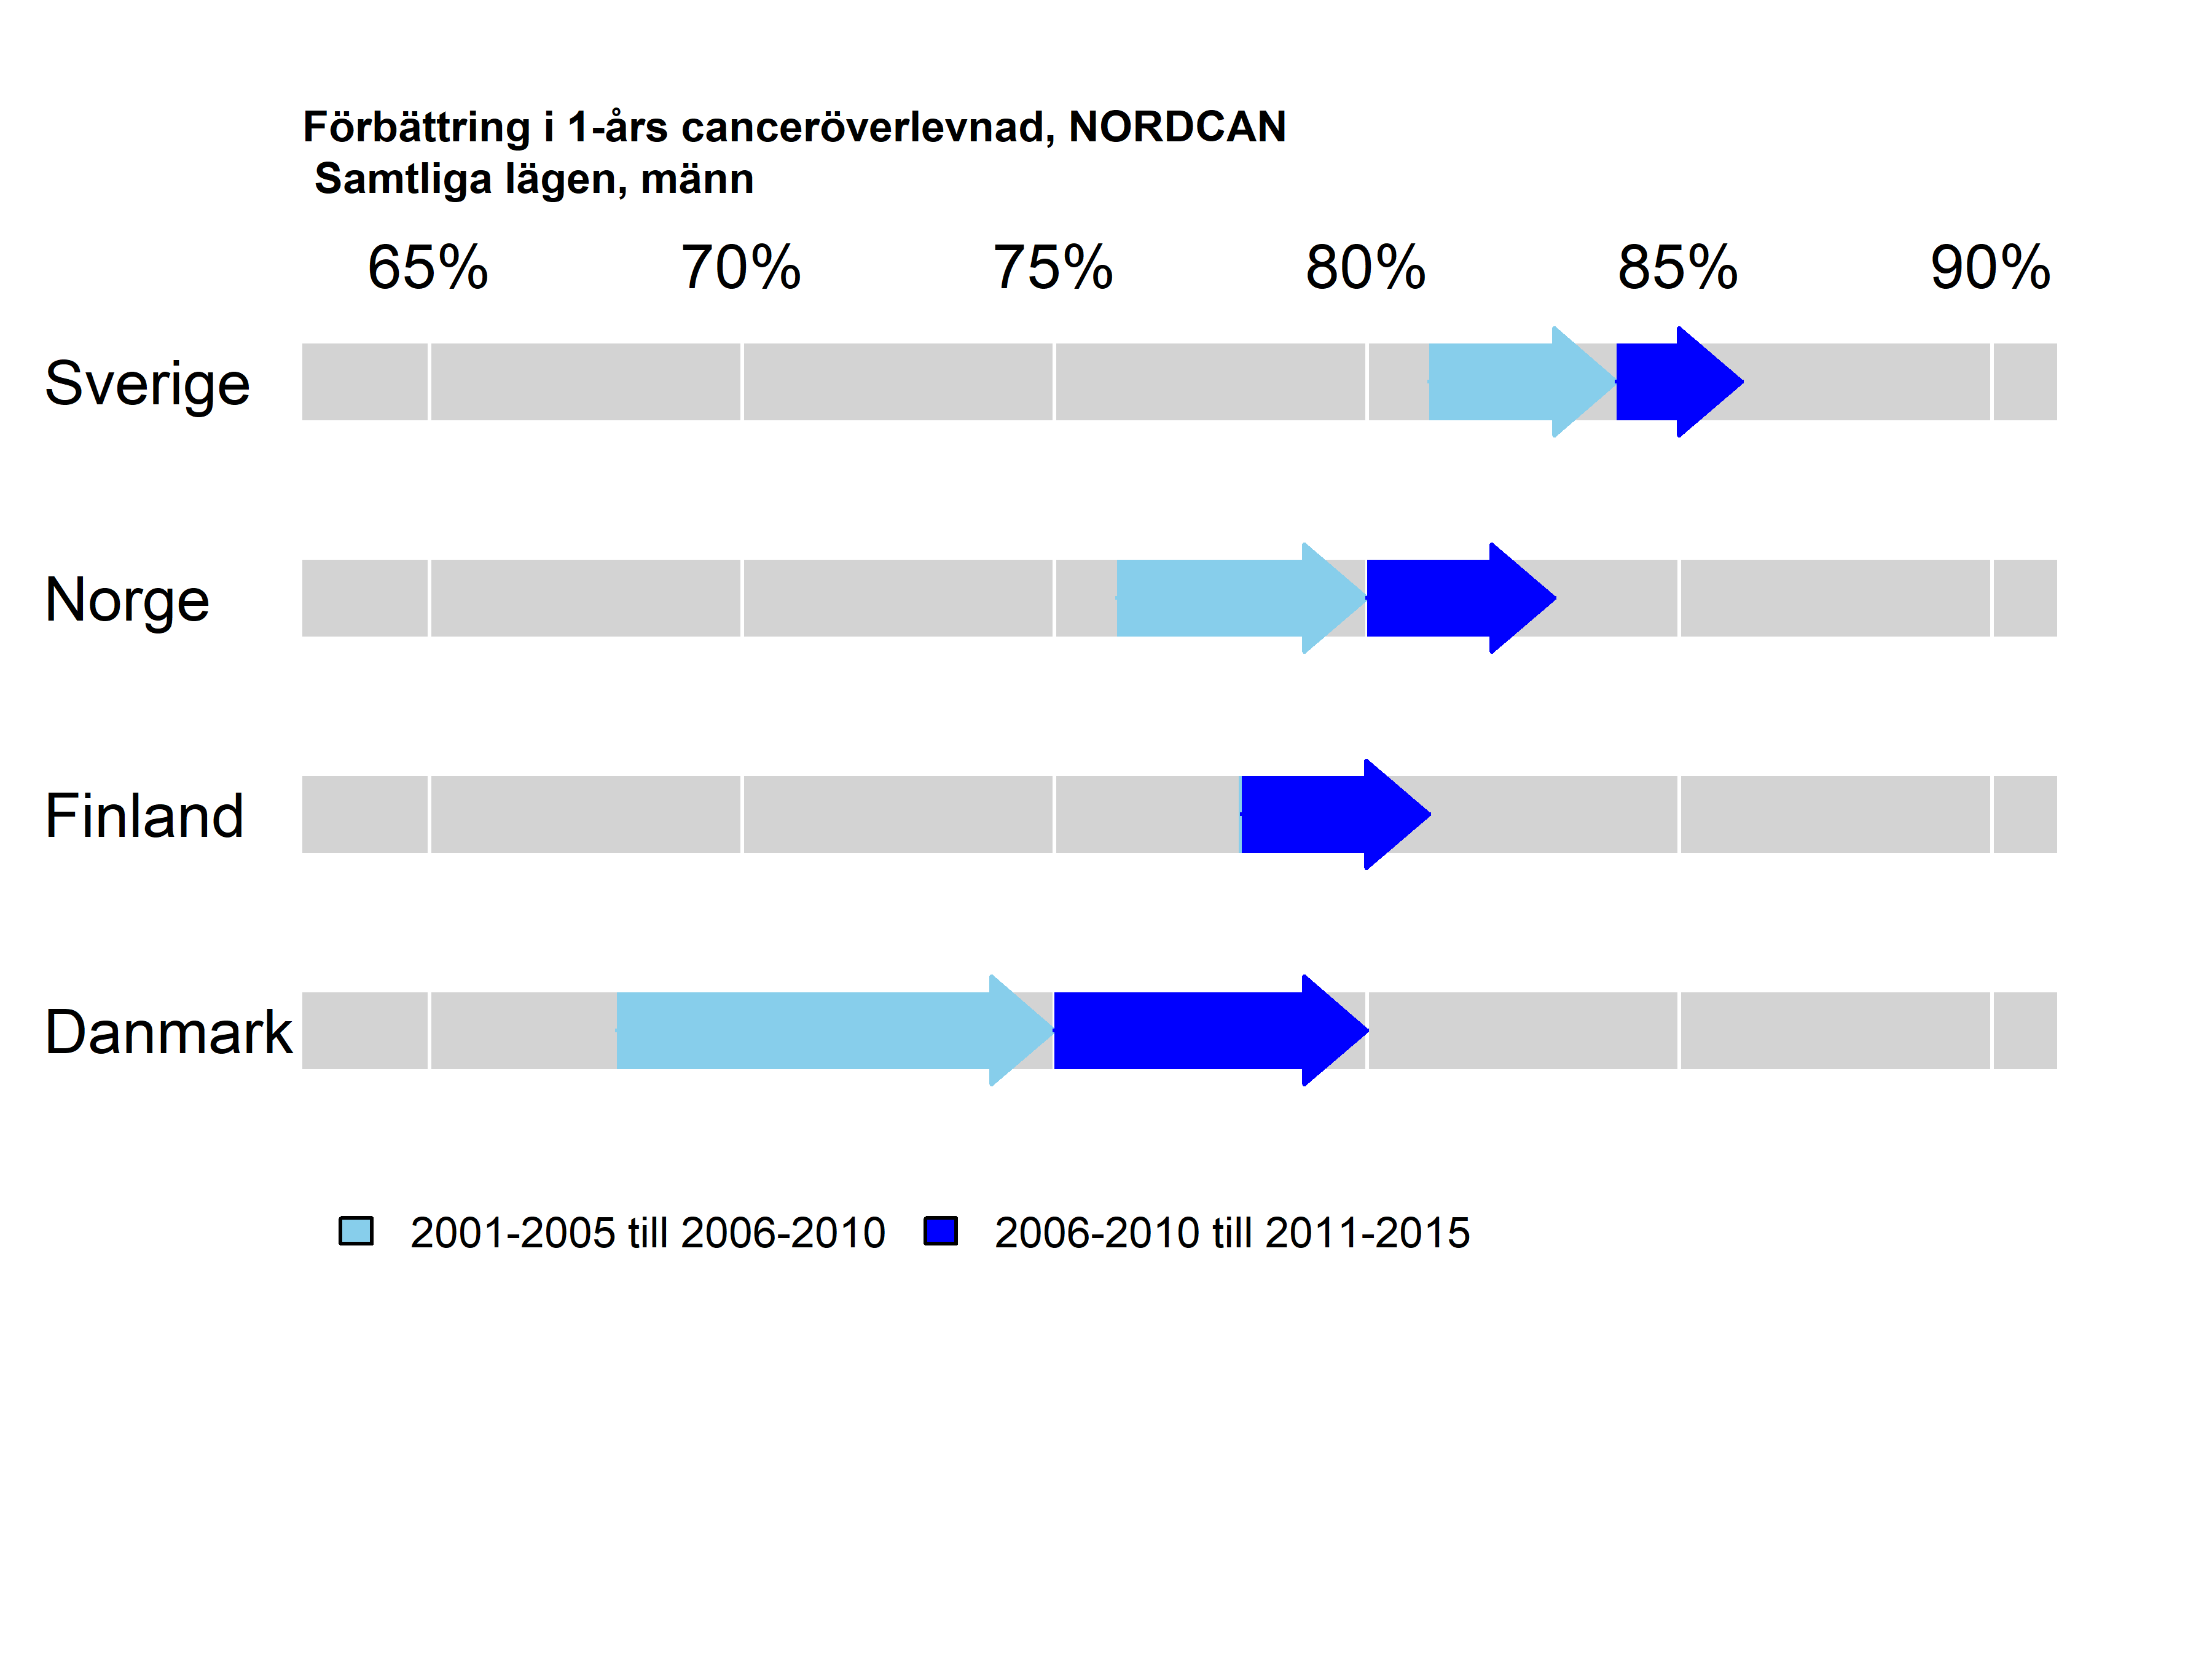 Förbättring i 1-års canceröverlevnad, NORDCAN
Samtliga lägen, männ
65% 70% 75% 80% 85% 90%
Sverige
Norge
Finland
Danmark
2001-2005 till 2006-2010 2006-2010 till 2011-2015